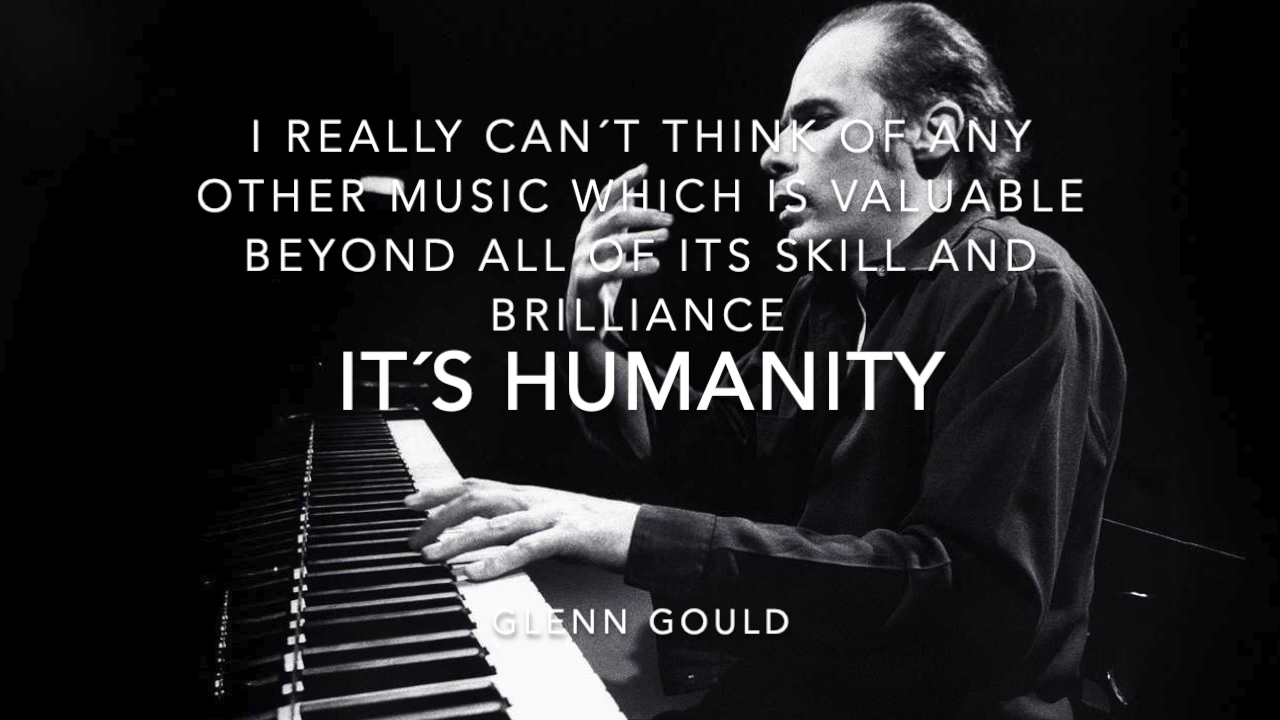 I REALLY CAN´T THINK OF ANY
OTHER MUSIC WHICH IS VALUABLE
BEYOND ALL OF ITS SKILL AND
BRILLIANCE
IT´S HUMANITY
GLENN GOULD